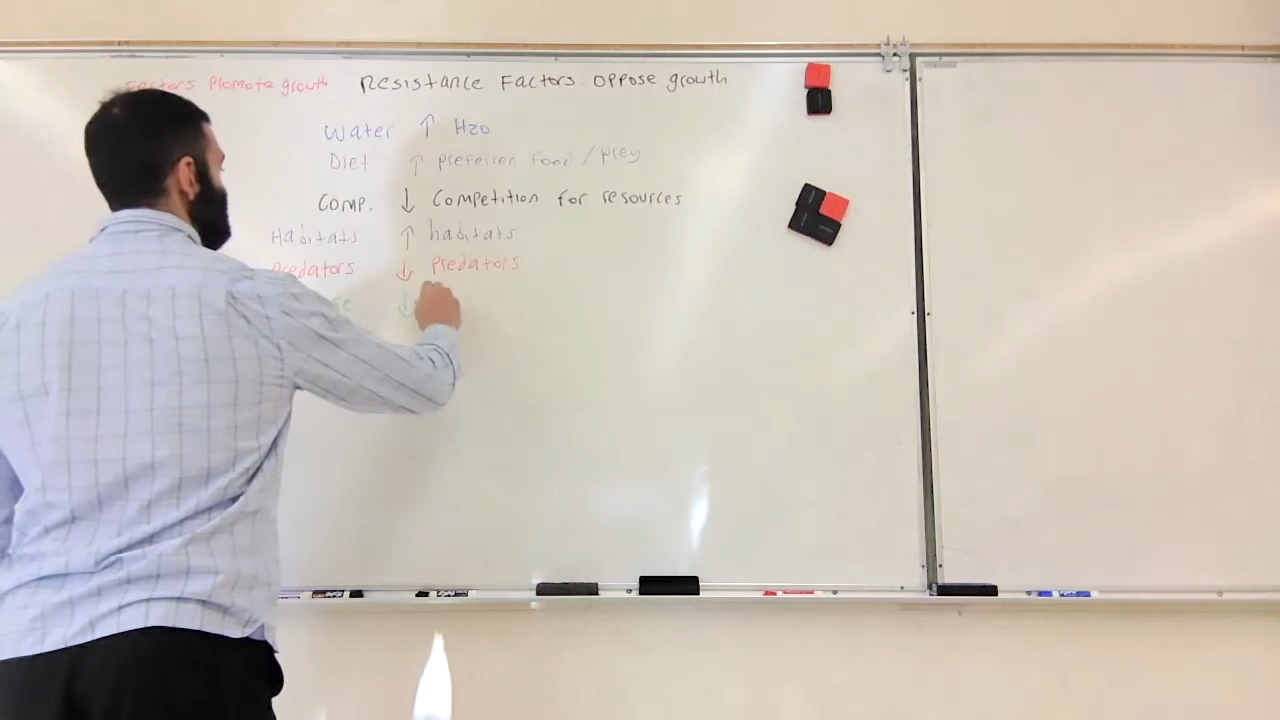 Factors Promote growth Resistance Factors Oppose growth
Water ↑ H2O
Diet ↑ preferred food / prey
Comp. ↓ Competition for resources
Habitats ↑ habitats
Predators ↓ Predators
↓